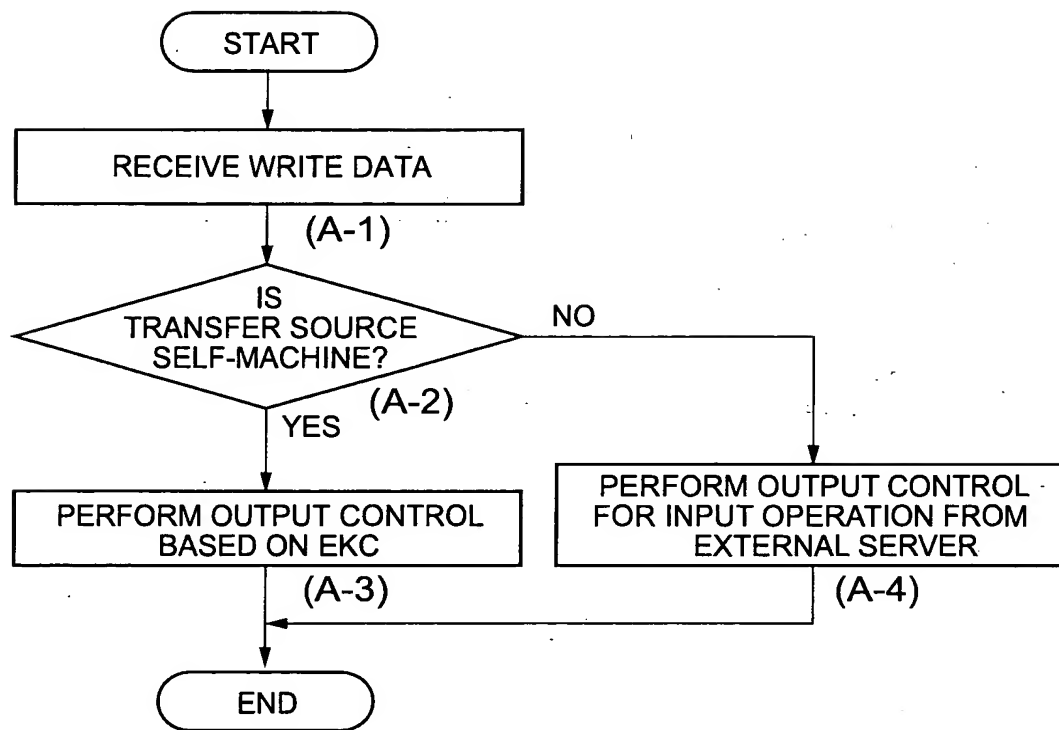 START
RECEIVE WRITE DATA
(A-1)
IS
TRANSFER SOURCE
SELF-MACHINE?
NO
(A-2)
YES
PERFORM OUTPUT CONTROL
BASED ON EKC
(A-3)
PERFORM OUTPUT CONTROL
FOR INPUT OPERATION FROM
EXTERNAL SERVER
(A-4)
END